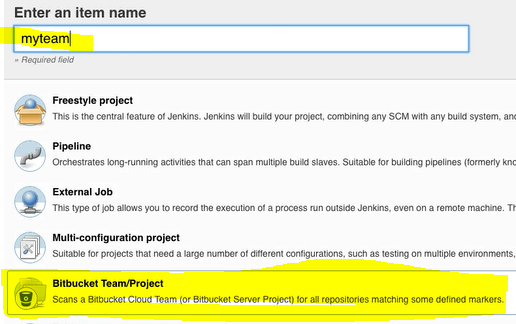 Enter an item name
myteam
» Required field
Freestyle project
This is the central feature of Jenkins. Jenkins will build your project, combining any SCM with any build system, and
Pipeline
Orchestrates long-running activities that can span multiple build slaves. Suitable for building pipelines (formerly kno
External Job
This type of job allows you to record the execution of a process run outside Jenkins, even on a remote machine. Th
Multi-configuration project
Suitable for projects that need a large number of different configurations, such as testing on multiple environments,
Bitbucket Team/Project
Scans a Bitbucket Cloud Team (or Bitbucket Server Project) for all repositories matching some defined markers.